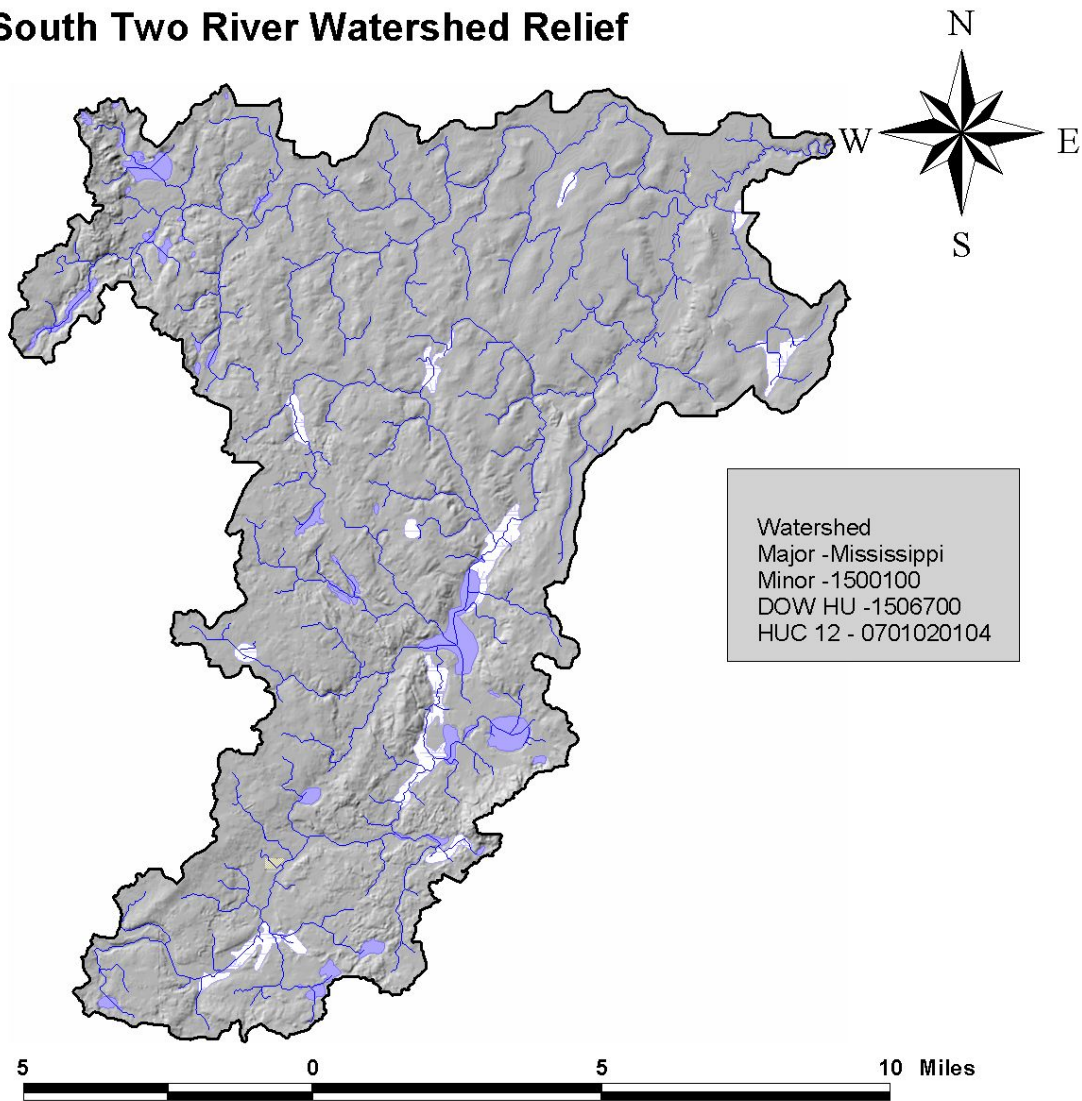 South Two River Watershed Relief
N
W
E
S
Watershed
Major -Mississippi
Minor -1500100
DOW HU -1506700
HUC 12 - 0701020104
5 0 5 10 Miles